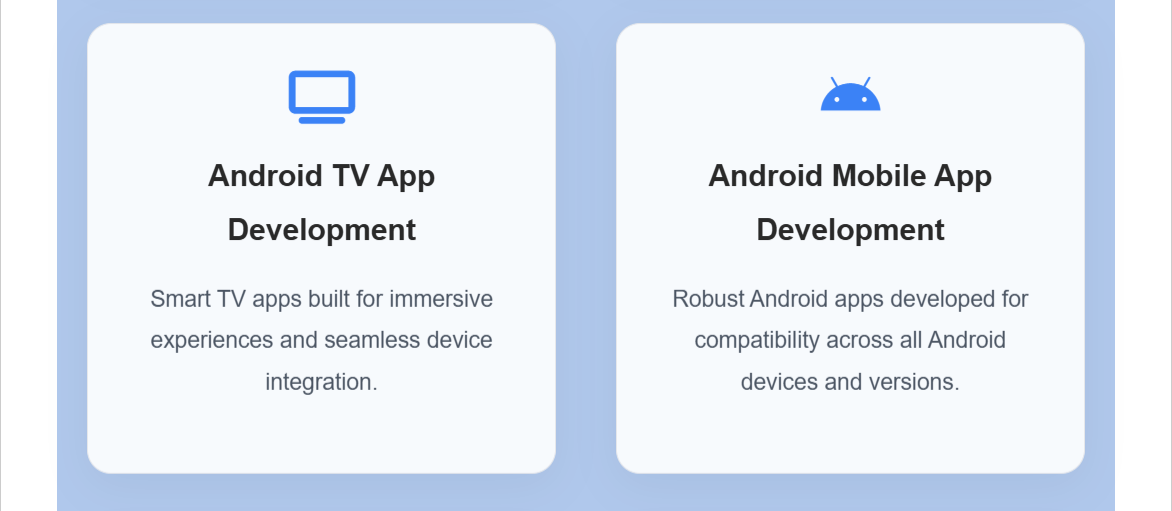 Android TV App
Development
Smart TV apps built for immersive
experiences and seamless device
integration.
Android Mobile App
Development
Robust Android apps developed for
compatibility across all Android
devices and versions.